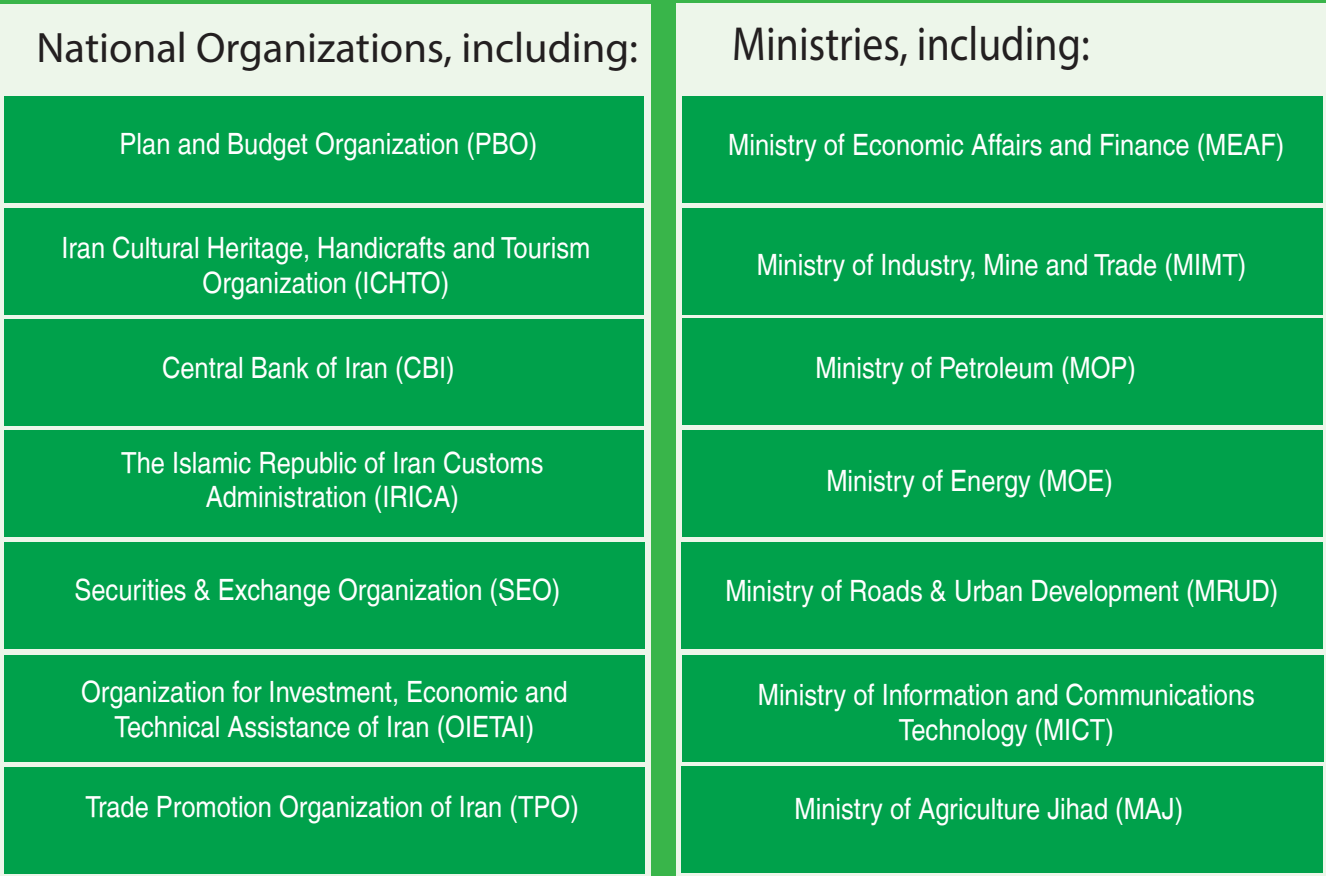 National Organizations, including:
Plan and Budget Organization (PBO)
Iran Cultural Heritage, Handicrafts and Tourism
Organization (ICHTO)
Central Bank of Iran (CBI)
The Islamic Republic of Iran Customs
Administration (IRICA)
Securities & Exchange Organization (SEO)
Organization for Investment, Economic and
Technical Assistance of Iran (OIETAI)
Trade Promotion Organization of Iran (TPO)
Ministries, including:
Ministry of Economic Affairs and Finance (MEAF)
Ministry of Industry, Mine and Trade (MIMT)
Ministry of Petroleum (MOP)
Ministry of Energy (MOE)
Ministry of Roads & Urban Development (MRUD)
Ministry of Information and Communications
Technology (MICT)
Ministry of Agriculture Jihad (MAJ)